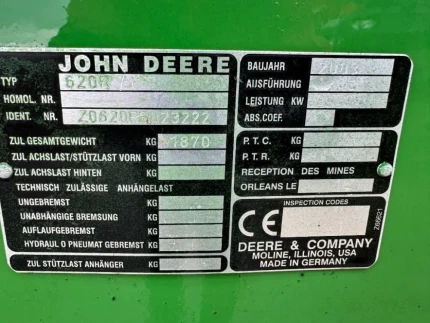 JOHN DEERE
TYP 620R
HOMOL. NR.
IDENT. NR.
ZUL GESAMTGEWICHT KG 1870
ZUL ACHSLAST/STÜTZLAST VORN KG
ZUL ACHSLAST HINTEN KG
TECHNISCH ZULÄSSIGE ANHÄNGELAST
UNGEBREMST KG
UNABHÄNGIGE BREMSUNG KG
AUFLAUFGEBREMST KG
HYDRAUL O PNEUMAT GEBREMST KG
ZUL STÜTZLAST ANHÄNGER KG
BAUJAHR
AUSFÜHRUNG
LEISTUNG KW
ABS.COEF.
P. T. C. KG
P. T. R. KG
RECEPTION DES MINES
ORLEANS LE
INSPECTION CODES
CE
Z69621
DEERE & COMPANY
MOLINE, ILLINOIS, USA
MADE IN GERMANY